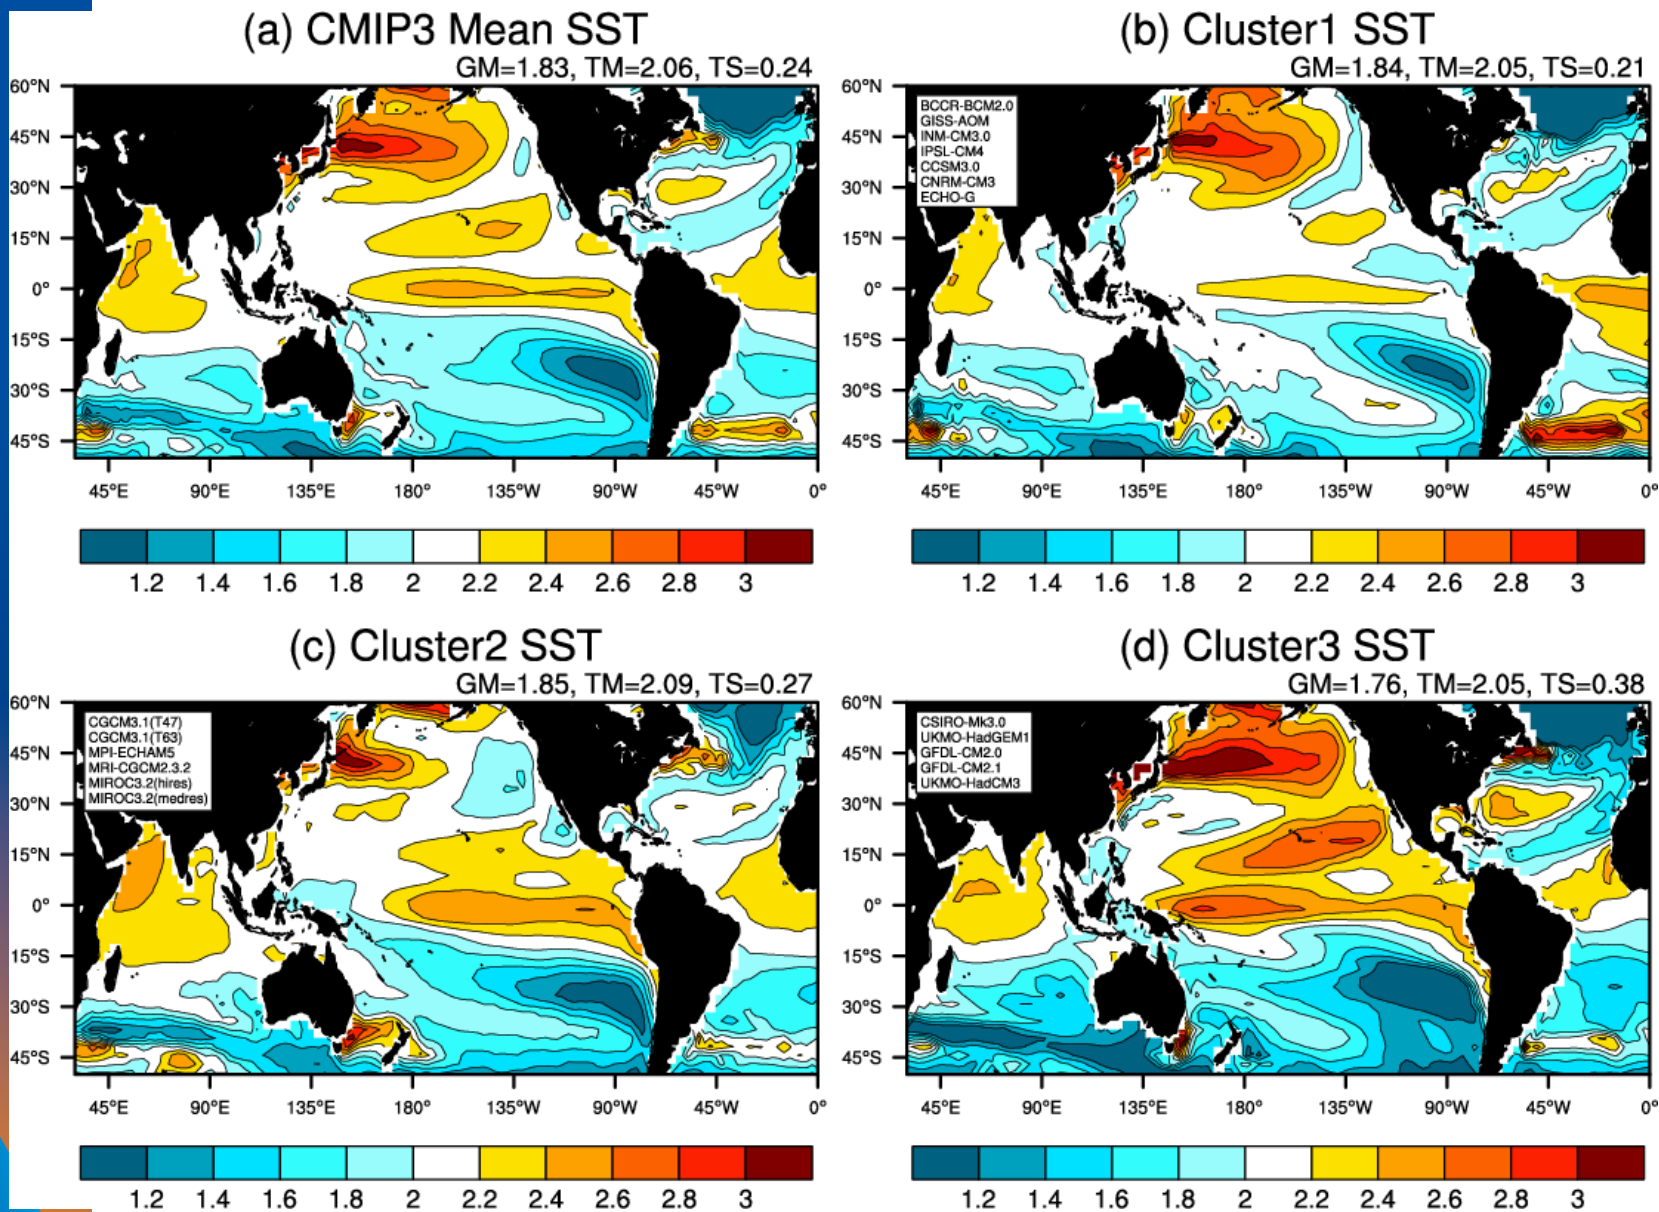 (a) CMIP3 Mean SST
GM=1.83, TM=2.06, TS=0.24
60°N
45°N
30°N
15°N
0°
15°S
30°S
45°S
45°E 90°E 135°E 180° 135°W 90°W 45°W 0°
1.2 1.4 1.6 1.8 2 2.2 2.4 2.6 2.8 3
(b) Cluster1 SST
GM=1.84, TM=2.05, TS=0.21
60°N
45°N
30°N
15°N
0°
15°S
30°S
45°S
BCCR-BCM2.0
GISS-AOM
INM-CM3.0
IPSL-CM4
CCSM3.0
CNRM-CM3
ECHO-G
45°E 90°E 135°E 180° 135°W 90°W 45°W 0°
1.2 1.4 1.6 1.8 2 2.2 2.4 2.6 2.8 3
(c) Cluster2 SST
GM=1.85, TM=2.09, TS=0.27
60°N
45°N
30°N
15°N
0°
15°S
30°S
45°S
CGCM3.1(T47)
CGCM3.1(T63)
MPI-ECHAM5
MRI-CGCM2.3.2
MIROC3.2(hires)
MIROC3.2(medres)
45°E 90°E 135°E 180° 135°W 90°W 45°W 0°
1.2 1.4 1.6 1.8 2 2.2 2.4 2.6 2.8 3
(d) Cluster3 SST
GM=1.76, TM=2.05, TS=0.38
60°N
45°N
30°N
15°N
0°
15°S
30°S
45°S
CSIRO-Mk3.0
UKMO-HadGEM1
GFDL-CM2.0
GFDL-CM2.1
UKMO-HadCM3
45°E 90°E 135°E 180° 135°W 90°W 45°W 0°
1.2 1.4 1.6 1.8 2 2.2 2.4 2.6 2.8 3